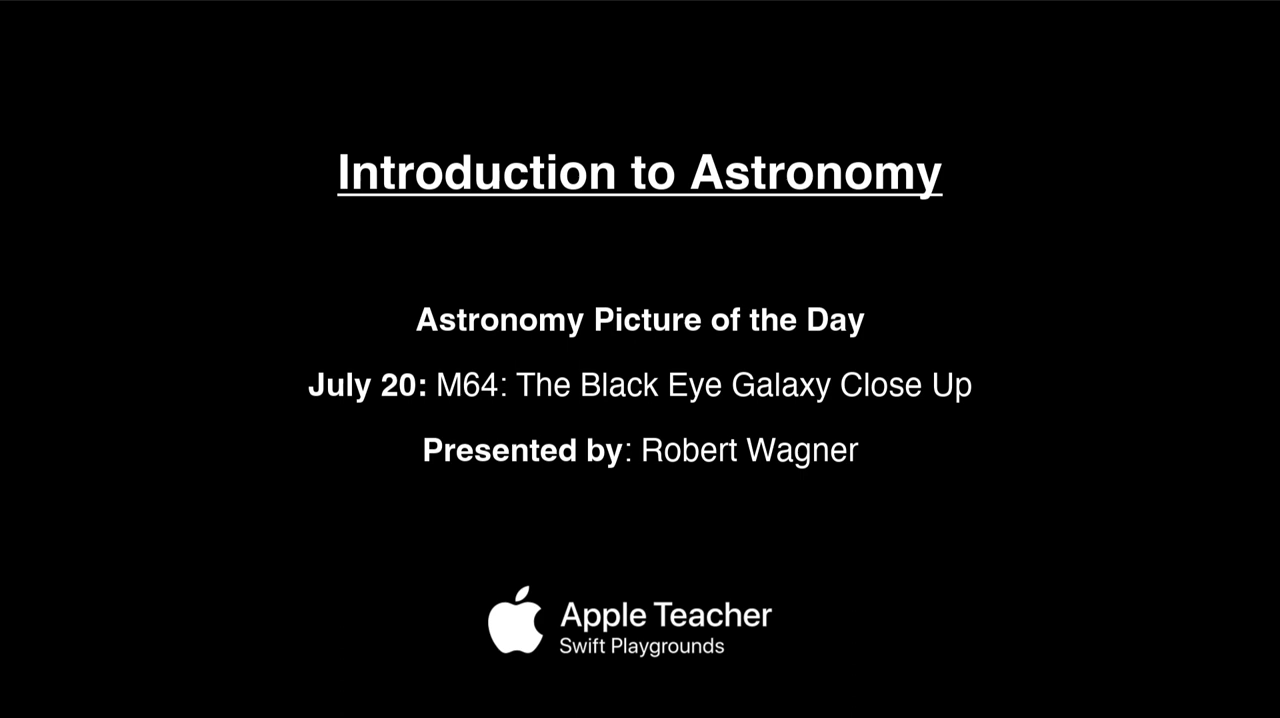 Introduction to Astronomy
Astronomy Picture of the Day
July 20: M64: The Black Eye Galaxy Close Up
Presented by: Robert Wagner
Apple Teacher
Swift Playgrounds